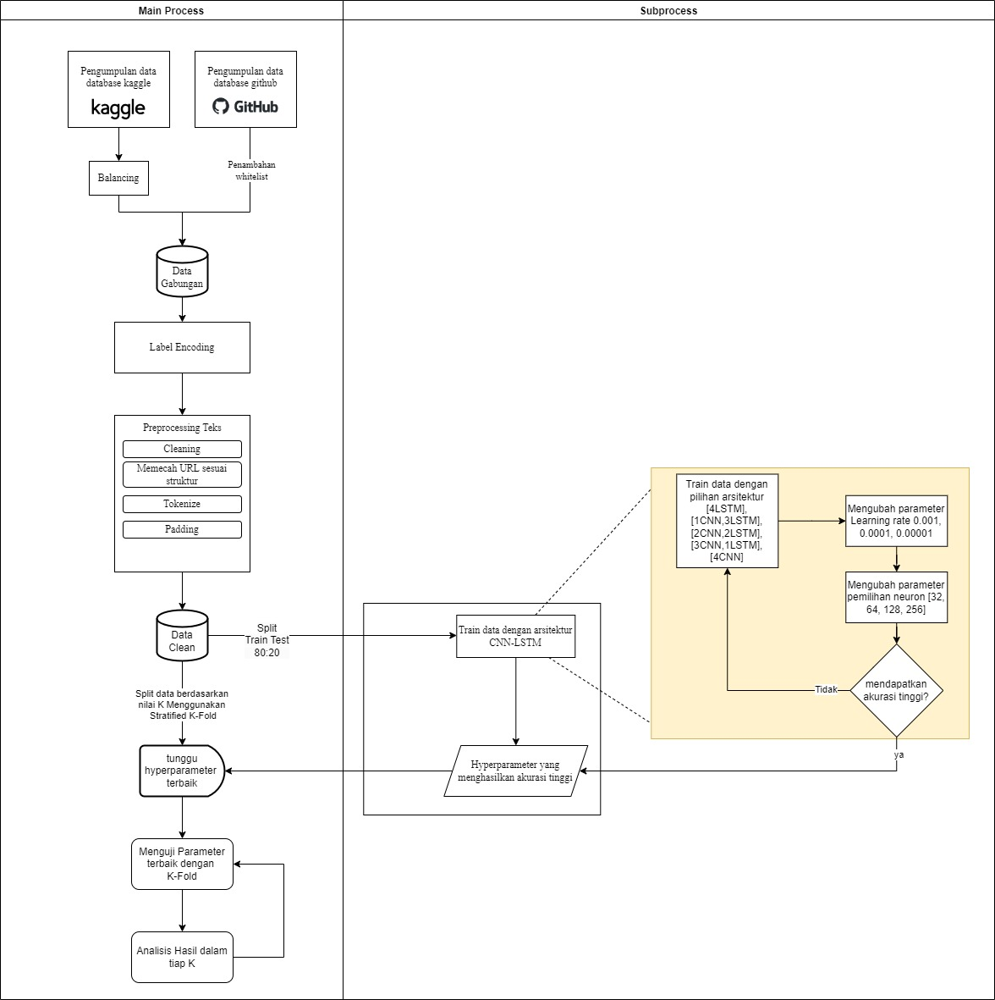 Main Process
Subprocess
Pengumpulan data
database kaggle
kaggle
Pengumpulan data
database github
GitHub
Balancing
Penambahan
whitelist
Data
Gabungan
Label Encoding
Preprocessing Teks
Cleaning
Memecah URL sesuai
struktur
Tokenize
Padding
Data
Clean
Split
Train Test
80:20
Train data dengan arsitektur
CNN-LSTM
Train data dengan
pilihan arsitektur
[4LSTM],
[1CNN,3LSTM],
[2CNN,2LSTM],
[3CNN,1LSTM],
[4CNN]
Mengubah parameter
Learning rate 0.001,
0.0001, 0.00001
Mengubah parameter
pemilihan neuron [32,
64, 128, 256]
mendapatkan
akurasi tinggi?
Tidak
ya
Split data berdasarkan
nilai K Menggunakan
Stratified K-Fold
tunggu
hyperparameter
terbaik
Hyperparameter yang
menghasilkan akurasi tinggi
Menguji Parameter
terbaik dengan
K-Fold
Analisis Hasil dalam
tiap K